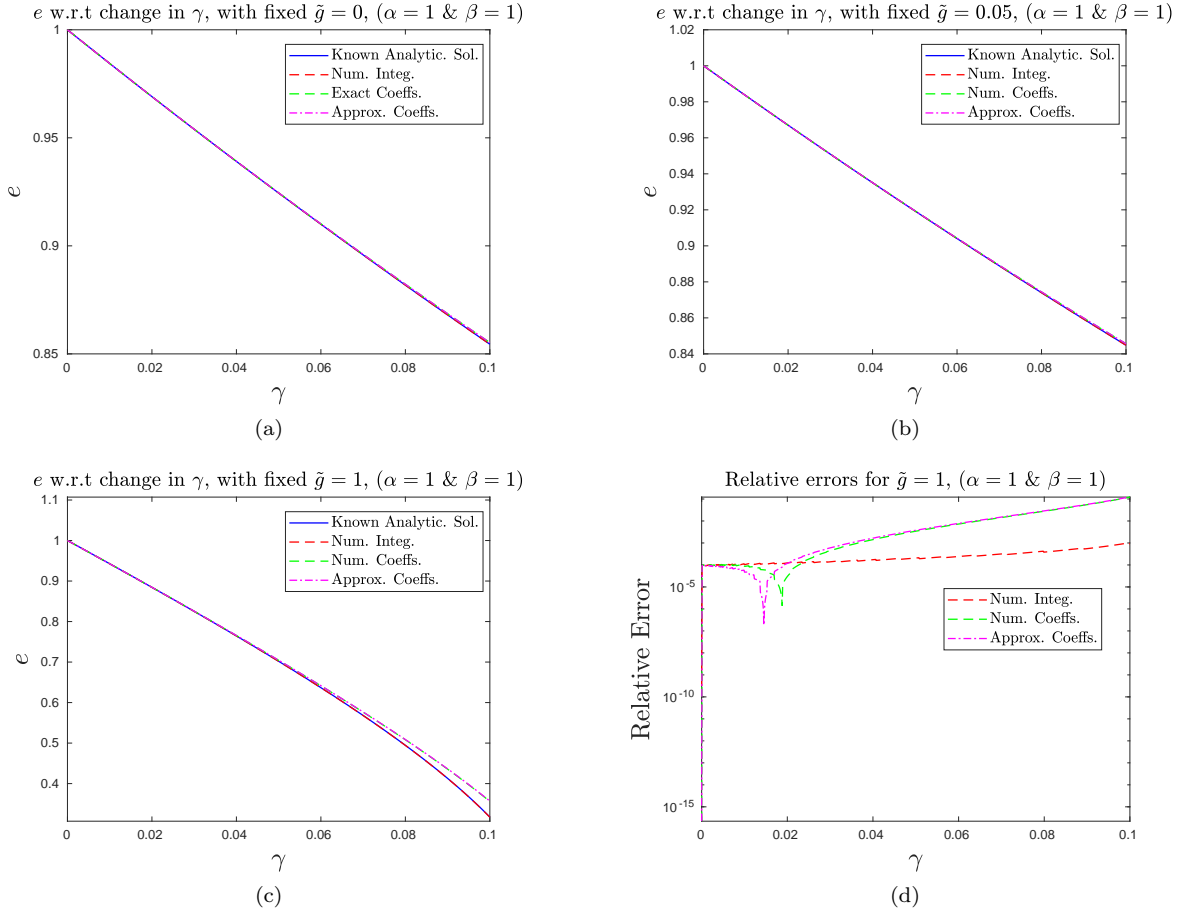 e w.r.t change in γ, with fixed g̃ = 0, (α = 1 & β = 1)
1
0.95
0.9
0.85
e
Known Analytic. Sol.
Num. Integ.
Exact Coeffs.
Approx. Coeffs.
0 0.02 0.04 0.06 0.08 0.1
γ
(a)
e w.r.t change in γ, with fixed g̃ = 0.05, (α = 1 & β = 1)
1.02
1
0.98
0.96
0.94
0.92
0.9
0.88
0.86
0.84
e
Known Analytic. Sol.
Num. Integ.
Num. Coeffs.
Approx. Coeffs.
0 0.02 0.04 0.06 0.08 0.1
γ
(b)
e w.r.t change in γ, with fixed g̃ = 1, (α = 1 & β = 1)
1.1
1
0.9
0.8
0.7
0.6
0.5
0.4
e
Known Analytic. Sol.
Num. Integ.
Num. Coeffs.
Approx. Coeffs.
0 0.02 0.04 0.06 0.08 0.1
γ
(c)
Relative errors for g̃ = 1, (α = 1 & β = 1)
10⁻⁵
10⁻¹⁰
10⁻¹⁵
Relative Error
Num. Integ.
Num. Coeffs.
Approx. Coeffs.
0 0.02 0.04 0.06 0.08 0.1
γ
(d)